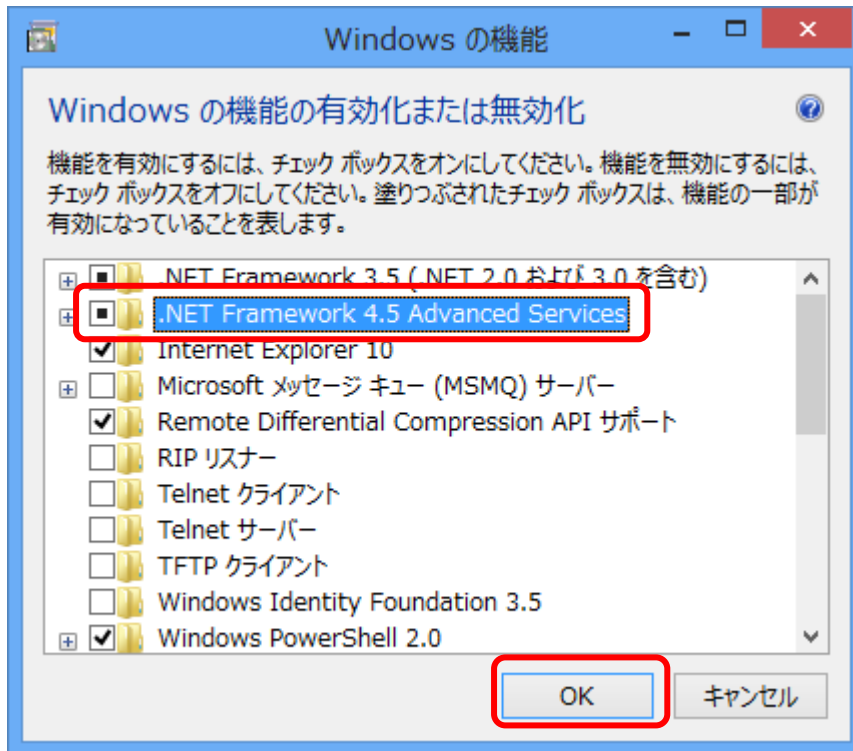 Windows の機能
Windows の機能の有効化または無効化
機能を有効にするには、チェック ボックスをオンにしてください。機能を無効にするには、
チェック ボックスをオフにしてください。塗りつぶされたチェック ボックスは、機能の一部が
有効になっていることを表します。
.NET Framework 3.5 (.NET 2.0 および 3.0 を含む)
.NET Framework 4.5 Advanced Services
Internet Explorer 10
Microsoft メッセージ キュー (MSMQ) サーバー
Remote Differential Compression API サポート
RIP リスナー
Telnet クライアント
Telnet サーバー
TFTP クライアント
Windows Identity Foundation 3.5
Windows PowerShell 2.0
OK キャンセル